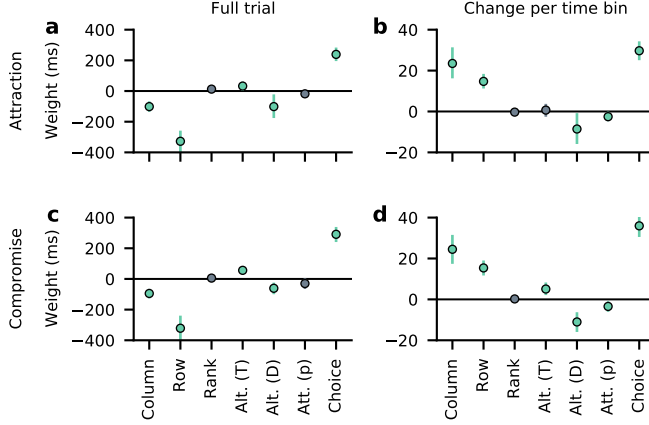 Full trial
Change per time bin
a
b
Attraction
Weight (ms)
400
200
0
−200
−400
40
20
0
−20
c
d
Compromise
Weight (ms)
400
200
0
−200
−400
40
20
0
−20
Column
Row
Rank
Alt. (T)
Alt. (D)
Att. (p)
Choice
Column
Row
Rank
Alt. (T)
Alt. (D)
Att. (p)
Choice